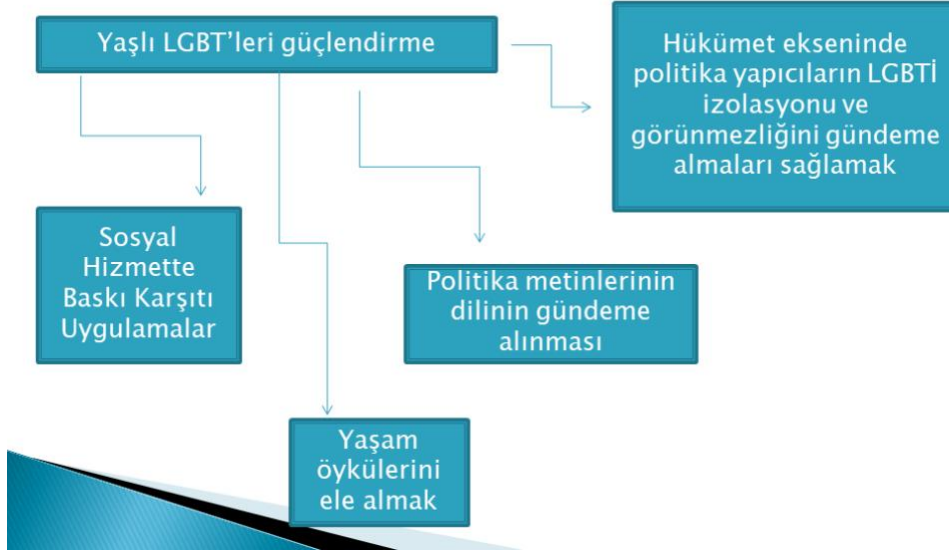 Yaşlı LGBT’leri güçlendirme
Hükümet ekseninde
politika yapıcıların LGBTİ
izolasyonu ve
görünmezliğini gündeme
almaları sağlamak
Sosyal
Hizmette
Baskı Karşıtı
Uygulamalar
Politika metinlerinin
dilinin gündeme
alınması
Yaşam
öykülerini
ele almak